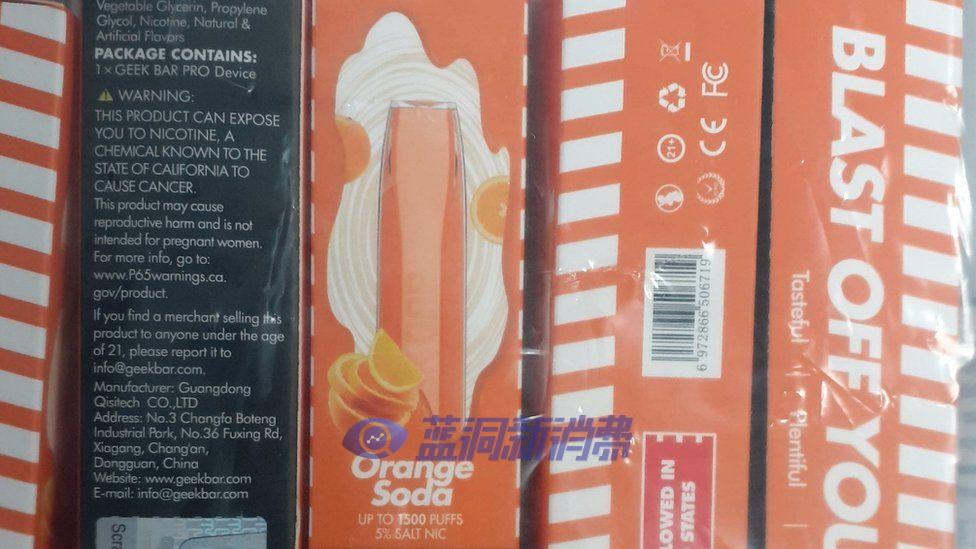 Vegetable Glycerin, Propylene
Glycol, Nicotine, Natural &
Artificial Flavors
PACKAGE CONTAINS:
1 × GEEK BAR PRO Device
WARNING:
THIS PRODUCT CAN EXPOSE
YOU TO NICOTINE, A
CHEMICAL KNOWN TO THE
STATE OF CALIFORNIA TO
CAUSE CANCER.
This product may cause
reproductive harm and is not
intended for pregnant women.
For more info, go to:
www.P65warnings.ca.
gov/product.
If you find a merchant selling this
product to anyone under the age
of 21, please report it to
info@geekbar.com.
Manufacturer: Guangdong
Qisitech CO.,LTD
Address: No.3 Changfa Boteng
Industrial Park, No.36 Fuxing Rd,
Xiagang, Chang'an,
Dongguan, China
Website: www.geekbar.com
E-mail: info@geekbar.com
Scra
蓝洞新消费
Orange
Soda
UP TO 1500 PUFFS
5% SALT NIC
FC
CE
21+
6 972866 506719
LOWED IN
STATES
BLAST OFF YOU
Tasteful | Plentiful |